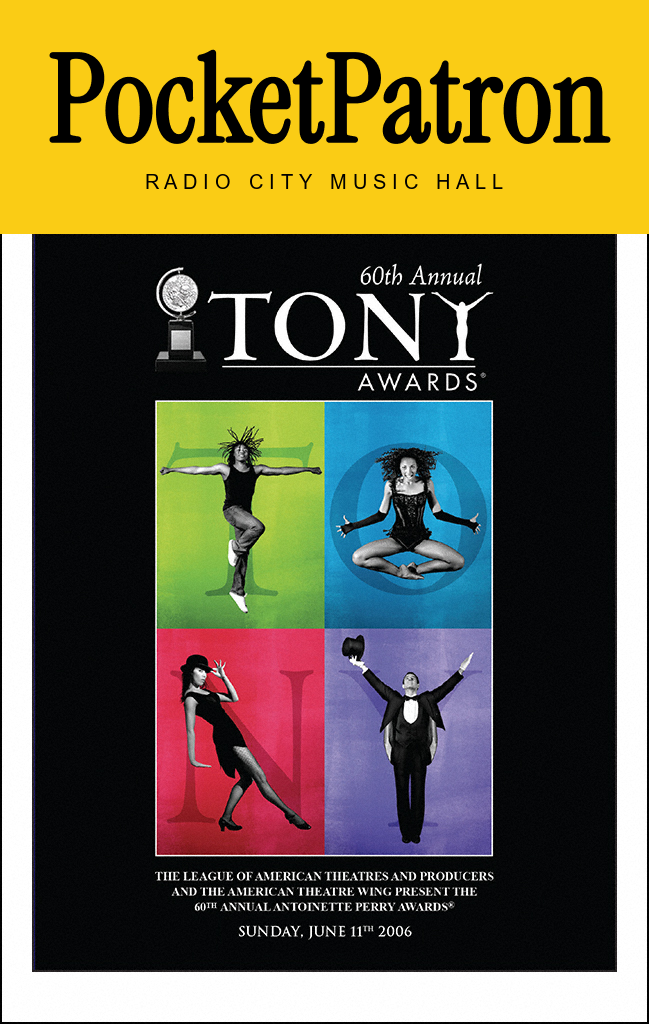 PocketPatron
RADIO CITY MUSIC HALL
60th Annual
TONY
AWARDS®
T
O
N
Y
THE LEAGUE OF AMERICAN THEATRES AND PRODUCERS
AND THE AMERICAN THEATRE WING PRESENT THE
60TH ANNUAL ANTOINETTE PERRY AWARDS®
SUNDAY, JUNE 11TH 2006